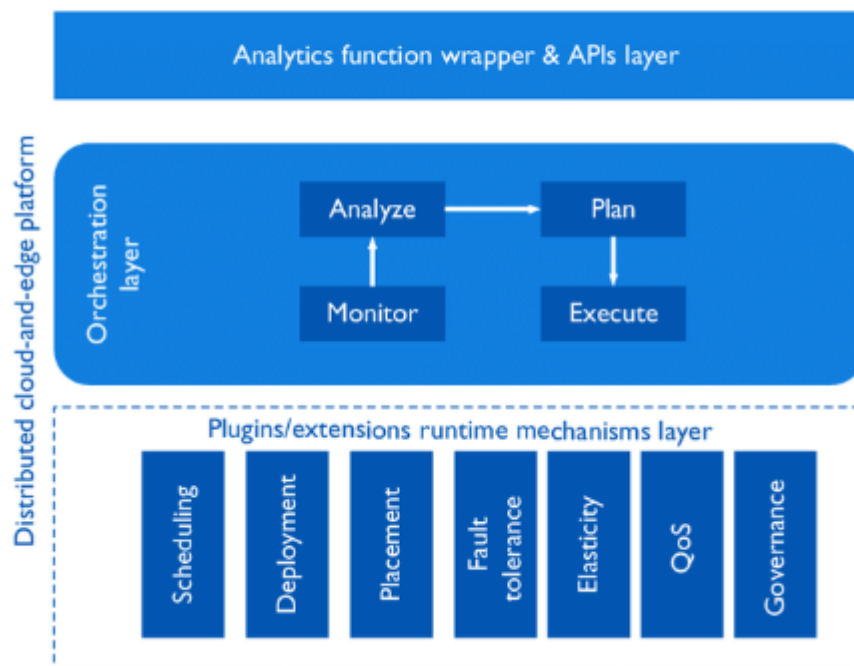 Analytics function wrapper & APIs layer
Distributed cloud-and-edge platform
Orchestration
layer
Analyze
Plan
Monitor
Execute
Plugins/extensions runtime mechanisms layer
Scheduling
Deployment
Placement
Fault
tolerance
Elasticity
QoS
Governance